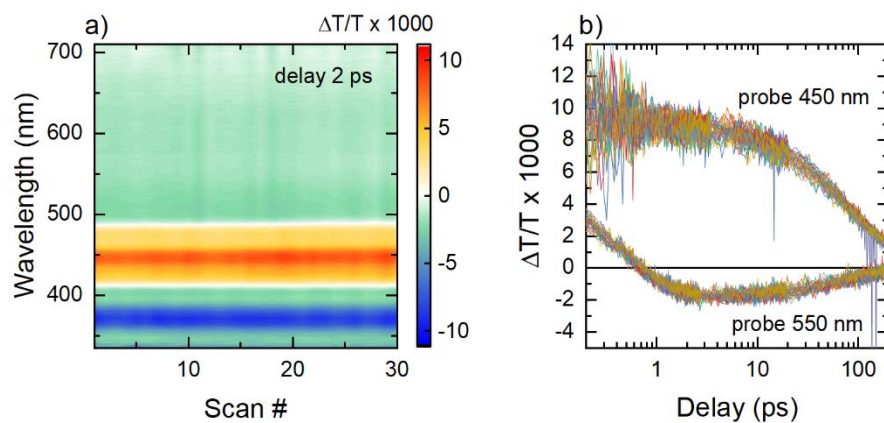 a)
ΔT/T x 1000
700
600
500
400
Wavelength (nm)
delay 2 ps
10
20
30
Scan #
10
5
0
-5
-10
b)
14
12
10
8
6
4
2
0
-2
-4
ΔT/T x 1000
probe 450 nm
probe 550 nm
1
10
100
Delay (ps)